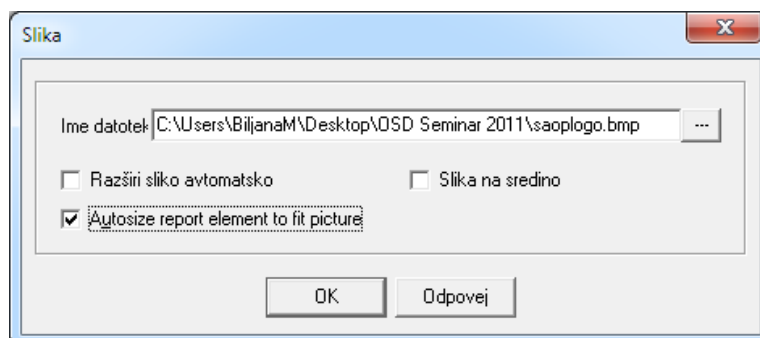 Slika
Ime datotek C:\Users\BiljanaM\Desktop\OSD Seminar 2011\saoplogo.bmp ...
Razširi sliko avtomatsko Slika na sredino
Autosize report element to fit picture
OK Odpovej